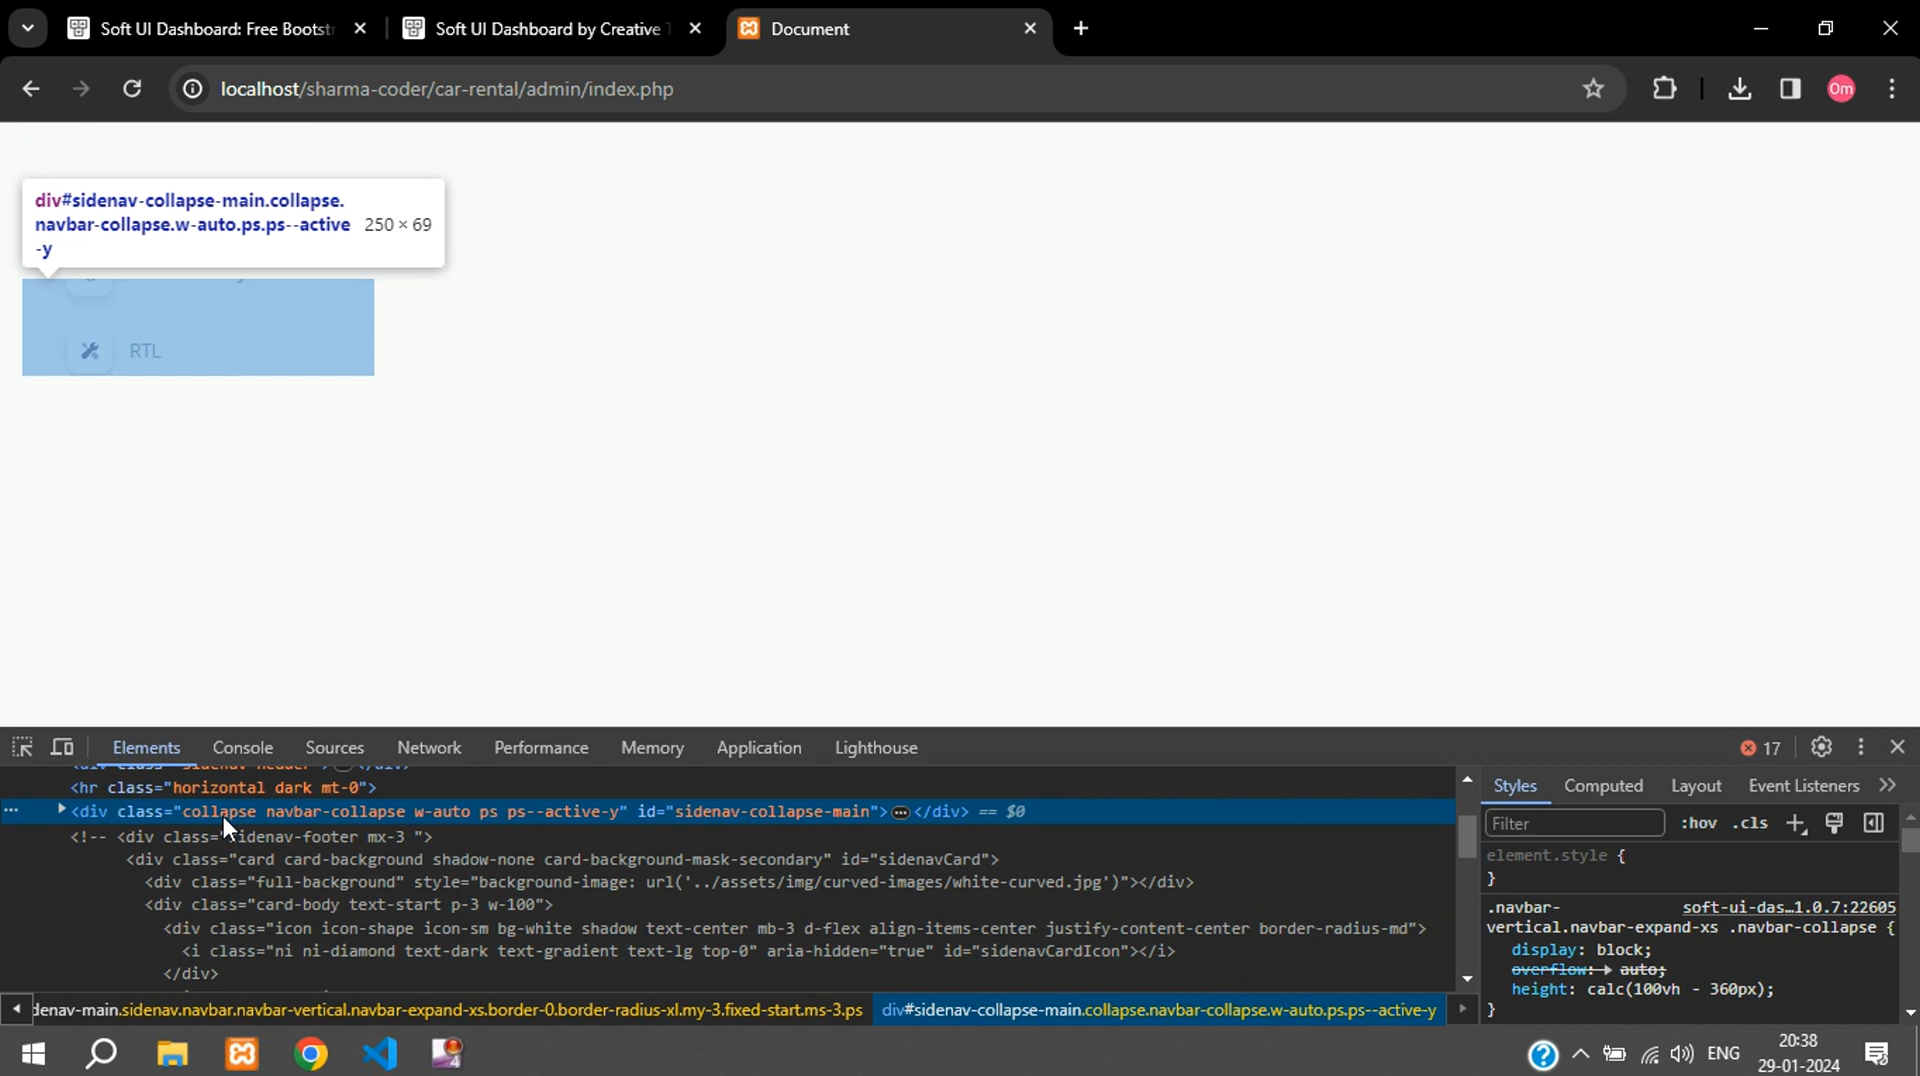 Soft UI Dashboard: Free Bootst
Soft UI Dashboard by Creative T
Document
localhost/sharma-coder/car-rental/admin/index.php
Om
div#sidenav-collapse-main.collapse.
navbar-collapse.w-auto.ps.ps--active
-y
250 × 69
RTL
Elements
Console
Sources
Network
Performance
Memory
Application
Lighthouse
17
<hr class="horizontal dark mt-0">
<div class="collapse navbar-collapse w-auto ps ps--active-y" id="sidenav-collapse-main"> … </div> == $0
<!-- <div class="sidenav-footer mx-3 ">
<div class="card card-background shadow-none card-background-mask-secondary" id="sidenavCard">
<div class="full-background" style="background-image: url('../assets/img/curved-images/white-curved.jpg')"></div>
<div class="card-body text-start p-3 w-100">
<div class="icon icon-shape icon-sm bg-white shadow text-center mb-3 d-flex align-items-center justify-content-center border-radius-md">
<i class="ni ni-diamond text-dark text-gradient text-lg top-0" aria-hidden="true" id="sidenavCardIcon"></i>
</div>
denav-main.sidenav.navbar.navbar-vertical.navbar-expand-xs.border-0.border-radius-xl.my-3.fixed-start.ms-3.ps
div#sidenav-collapse-main.collapse.navbar-collapse.w-auto.ps.ps--active-y
Styles
Computed
Layout
Event Listeners
Filter
:hov
.cls
element.style {
}
.navbar- soft-ui-das…1.0.7:22605
vertical.navbar-expand-xs .navbar-collapse {
display: block;
overflow: auto;
height: calc(100vh - 360px);
}
ENG
20:38
29-01-2024